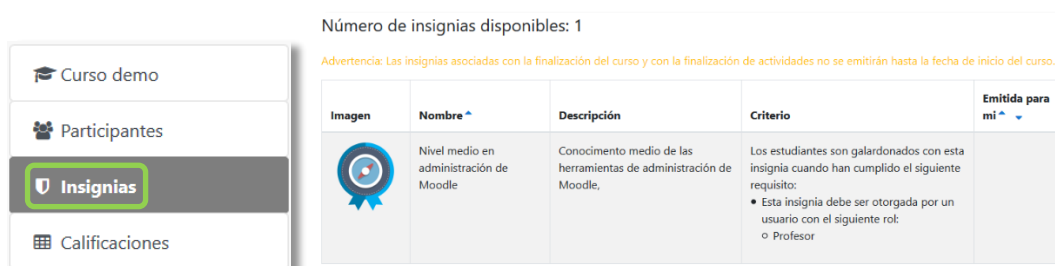 Curso demo
Participantes
Insignias
Calificaciones
Número de insignias disponibles: 1
Advertencia: Las insignias asociadas con la finalización del curso y con la finalización de actividades no se emitirán hasta la fecha de inicio del curso.
Imagen
Nombre
Descripción
Criterio
Emitida para
mi
Nivel medio en
administración de
Moodle
Conocimento medio de las
herramientas de administración de
Moodle,
Los estudiantes son galardonados con esta
insignia cuando han cumplido el siguiente
requisito:
• Esta insignia debe ser otorgada por un
usuario con el siguiente rol:
○ Profesor